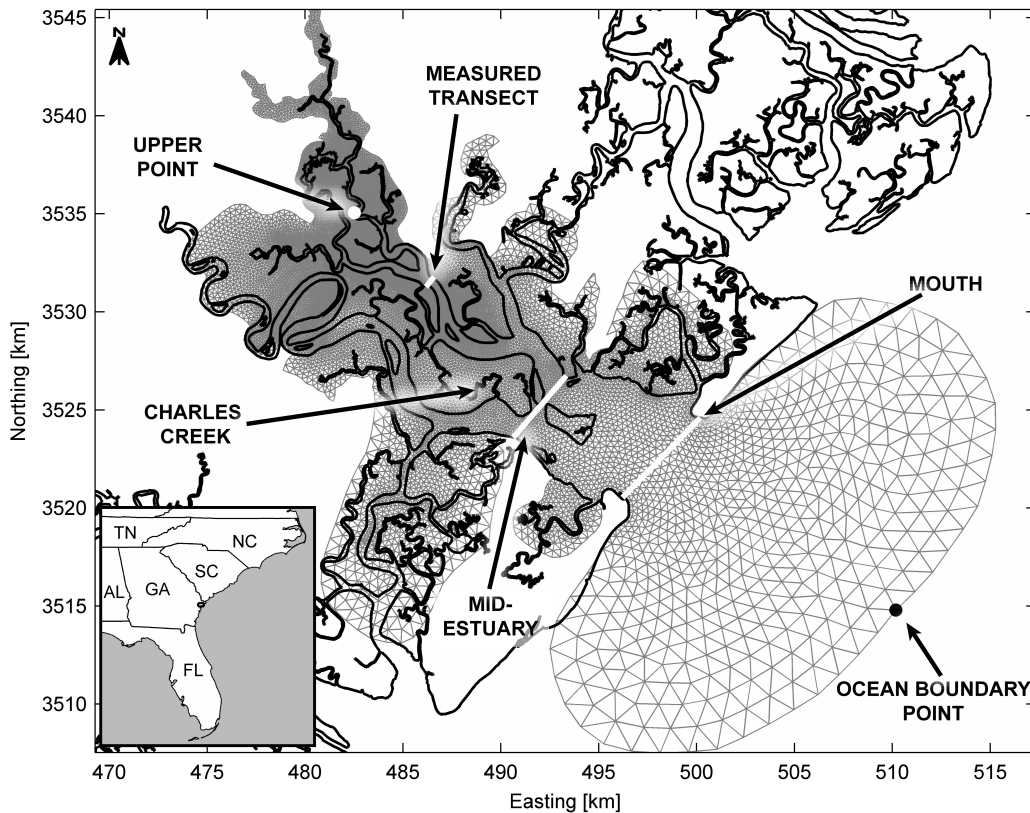 N
MEASURED
TRANSECT
UPPER
POINT
MOUTH
CHARLES
CREEK
MID-
ESTUARY
OCEAN BOUNDARY
POINT
TN
NC
SC
AL
GA
FL
3545
3540
3535
3530
3525
3520
3515
3510
Northing [km]
470
475
480
485
490
495
500
505
510
515
Easting [km]